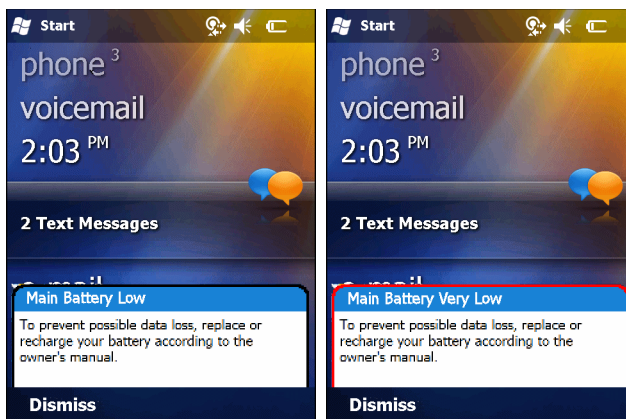 Start
phone 3
voicemail
2:03 PM
2 Text Messages
Main Battery Low
To prevent possible data loss, replace or
recharge your battery according to the
owner's manual.
Dismiss
Start
phone 3
voicemail
2:03 PM
2 Text Messages
Main Battery Very Low
To prevent possible data loss, replace or
recharge your battery according to the
owner's manual.
Dismiss